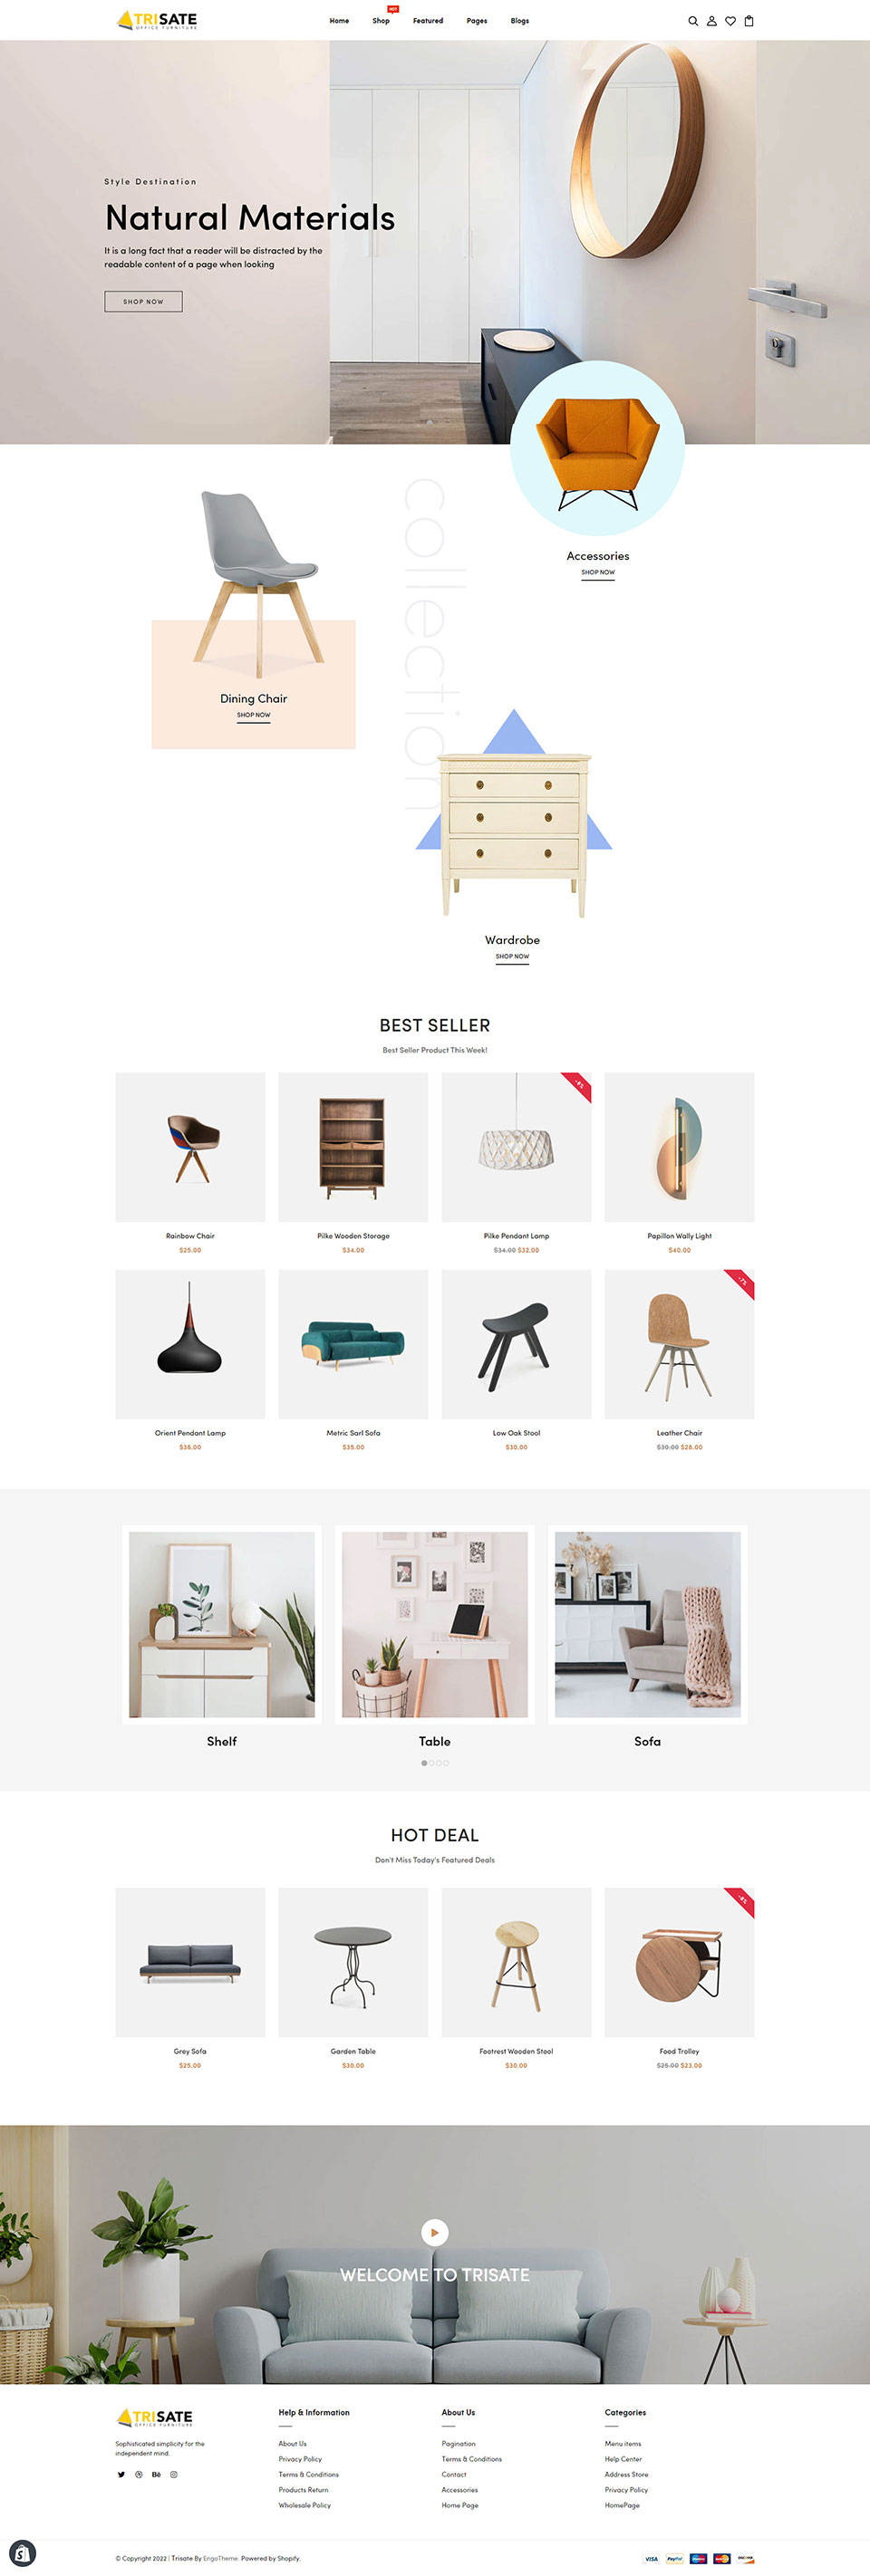 TRISATE
OFFICE FURNITURE
Home
HOT
Shop
Featured
Pages
Blogs
Style Destination
Natural Materials
It is a long fact that a reader will be distracted by the
readable content of a page when looking
SHOP NOW
collection
Accessories
SHOP NOW
Dining Chair
SHOP NOW
Wardrobe
SHOP NOW
BEST SELLER
Best Seller Product This Week!
-6%
Rainbow Chair
$25.00
Pilke Wooden Storage
$34.00
Pilke Pendant Lamp
$34.00 $32.00
Papillon Wally Light
$40.00
-7%
Orient Pendant Lamp
$36.00
Metric Sarl Sofa
$35.00
Low Oak Stool
$30.00
Leather Chair
$30.00 $28.00
Shelf
Table
Sofa
HOT DEAL
Don't Miss Today's Featured Deals
-8%
Grey Sofa
$25.00
Garden Table
$30.00
Footrest Wooden Stool
$30.00
Food Trolley
$25.00 $23.00
WELCOME TO TRISATE
TRISATE
OFFICE FURNITURE
Sophisticated simplicity for the
independent mind.
Bē
Help & Information
About Us
Privacy Policy
Terms & Conditions
Products Return
Wholesale Policy
About Us
Pagination
Terms & Conditions
Contact
Accessories
Home Page
Categories
Menu items
Help Center
Address Store
Privacy Policy
HomePage
© Copyright 2022 | Trisate By EngoTheme. Powered by Shopify.
VISA
PayPal
DISCOVER